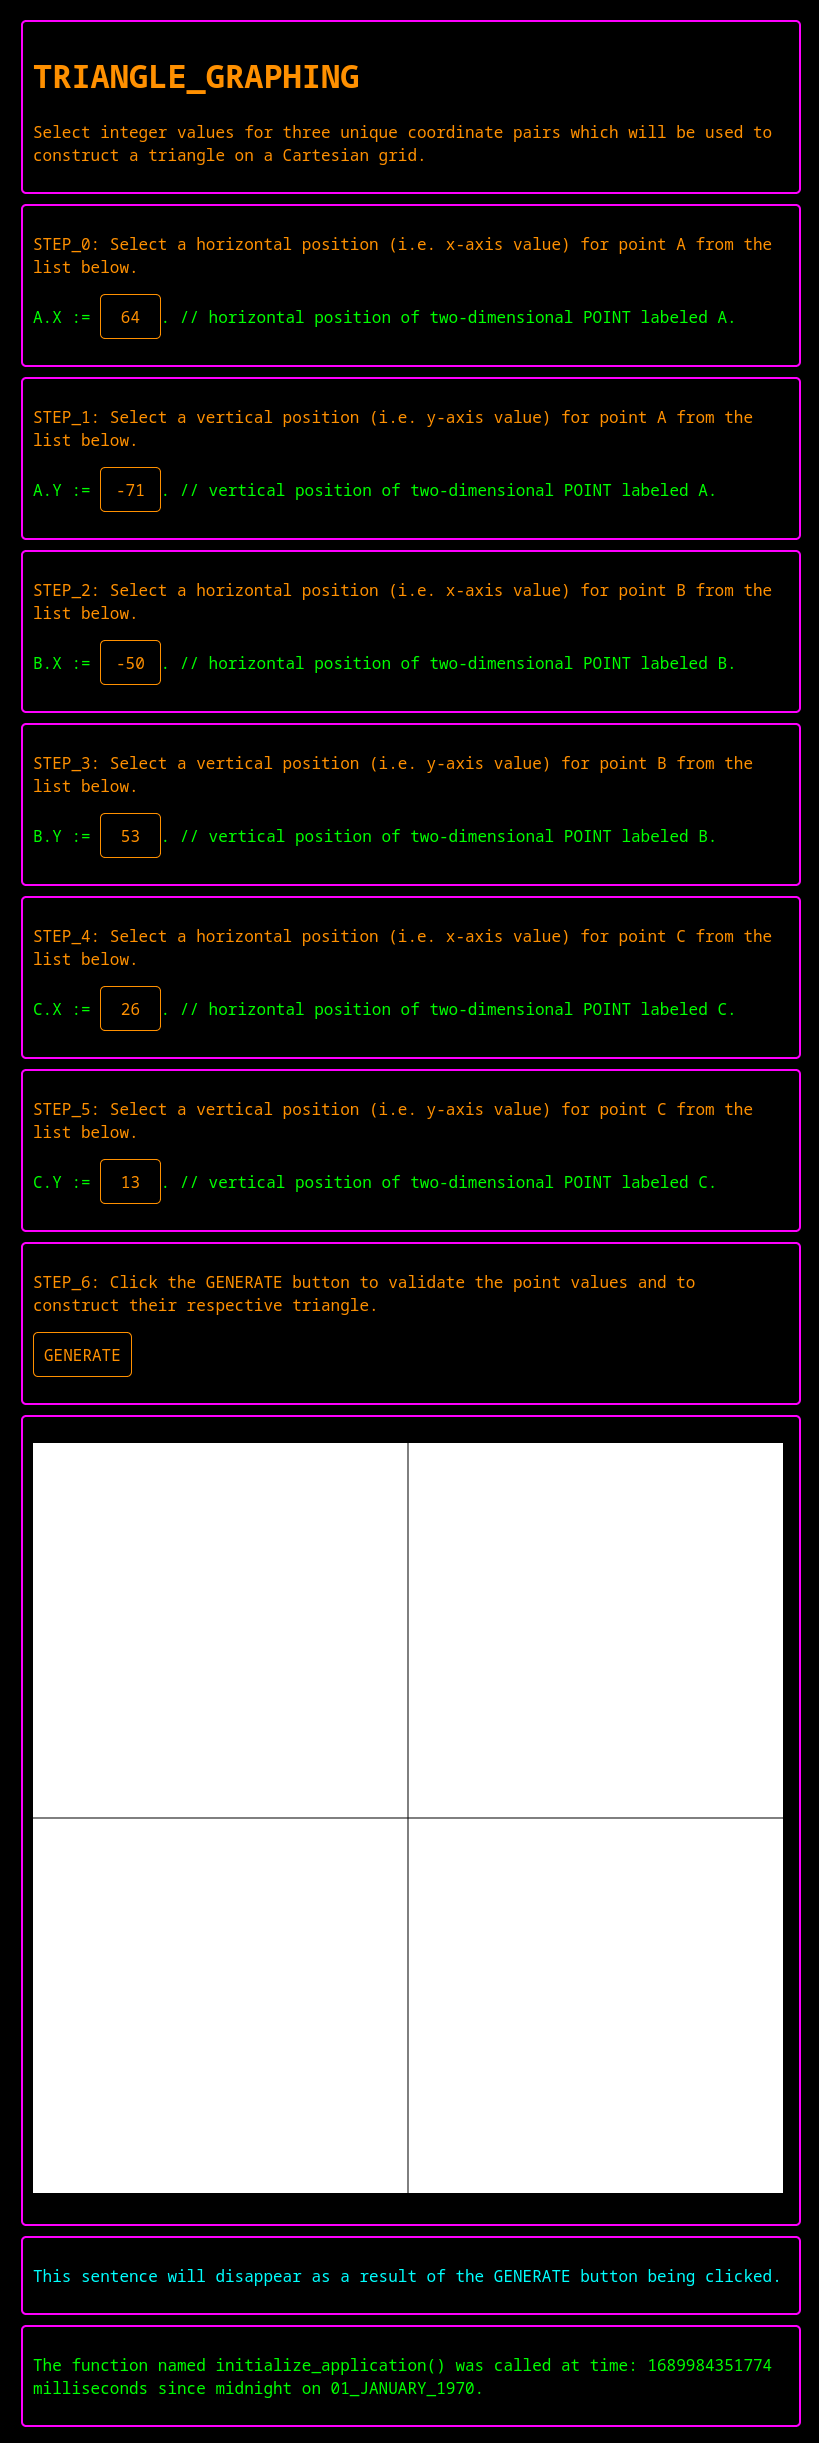 TRIANGLE_GRAPHING
Select integer values for three unique coordinate pairs which will be used to
construct a triangle on a Cartesian grid.
STEP_0: Select a horizontal position (i.e. x-axis value) for point A from the
list below.
A.X := 64. // horizontal position of two-dimensional POINT labeled A.
STEP_1: Select a vertical position (i.e. y-axis value) for point A from the
list below.
A.Y := -71. // vertical position of two-dimensional POINT labeled A.
STEP_2: Select a horizontal position (i.e. x-axis value) for point B from the
list below.
B.X := -50. // horizontal position of two-dimensional POINT labeled B.
STEP_3: Select a vertical position (i.e. y-axis value) for point B from the
list below.
B.Y := 53. // vertical position of two-dimensional POINT labeled B.
STEP_4: Select a horizontal position (i.e. x-axis value) for point C from the
list below.
C.X := 26. // horizontal position of two-dimensional POINT labeled C.
STEP_5: Select a vertical position (i.e. y-axis value) for point C from the
list below.
C.Y := 13. // vertical position of two-dimensional POINT labeled C.
STEP_6: Click the GENERATE button to validate the point values and to
construct their respective triangle.
GENERATE
This sentence will disappear as a result of the GENERATE button being clicked.
The function named initialize_application() was called at time: 1689984351774
milliseconds since midnight on 01_JANUARY_1970.